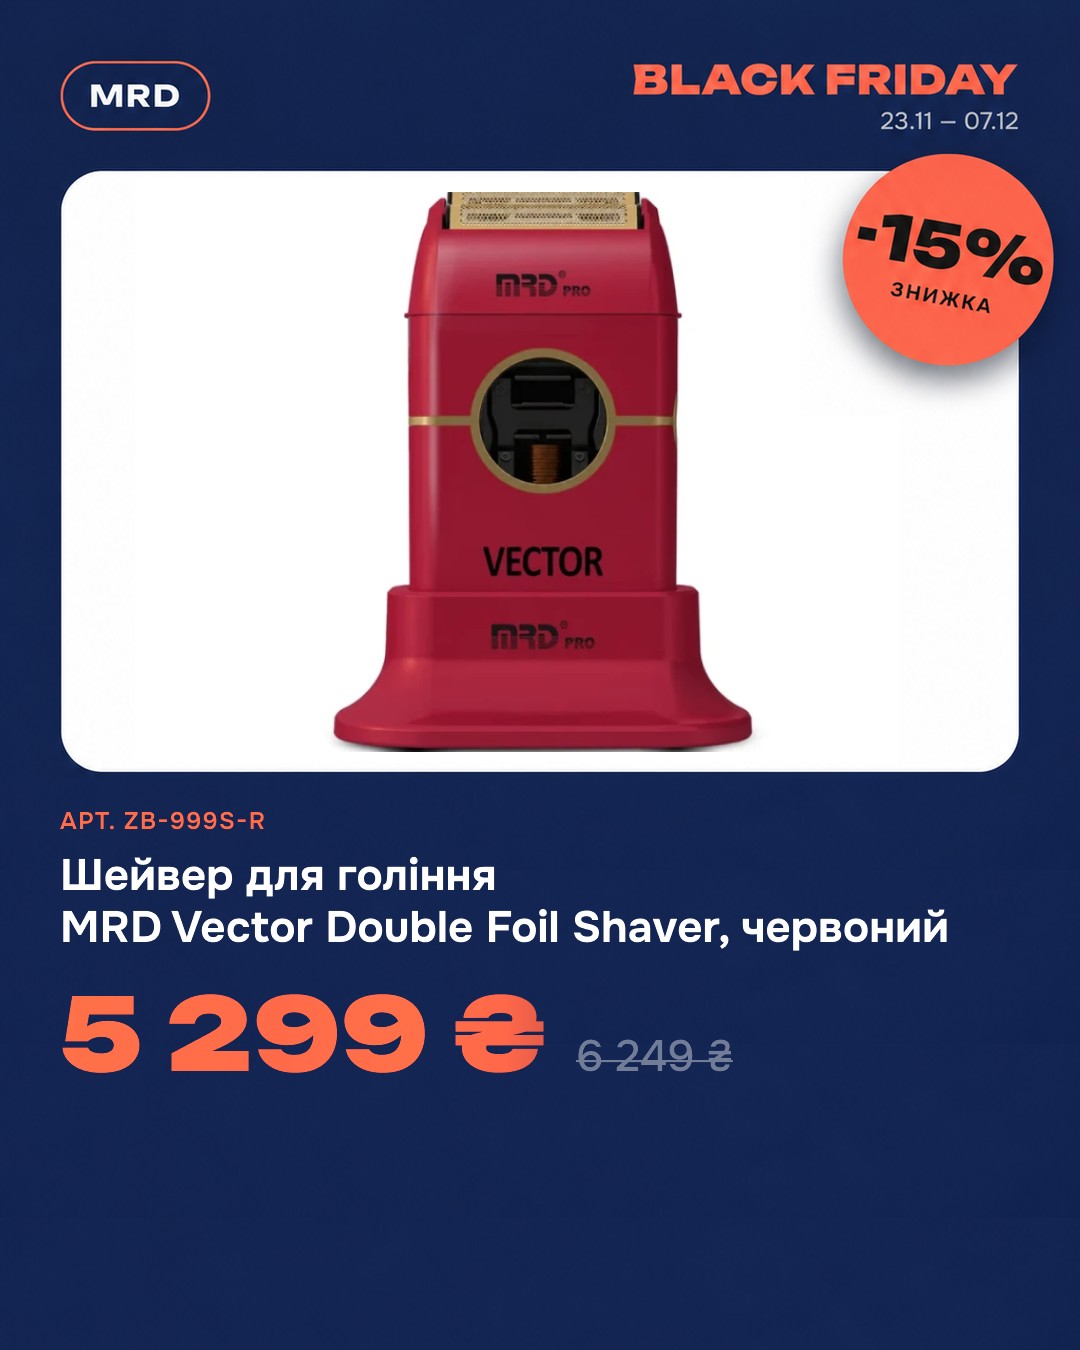 MRD
BLACK FRIDAY
23.11 – 07.12
-15%
ЗНИЖКА
MRD® PRO
VECTOR
MRD® PRO
АРТ. ZB-999S-R
Шейвер для гоління
MRD Vector Double Foil Shaver, червоний
5 299 ₴ 6 249 ₴